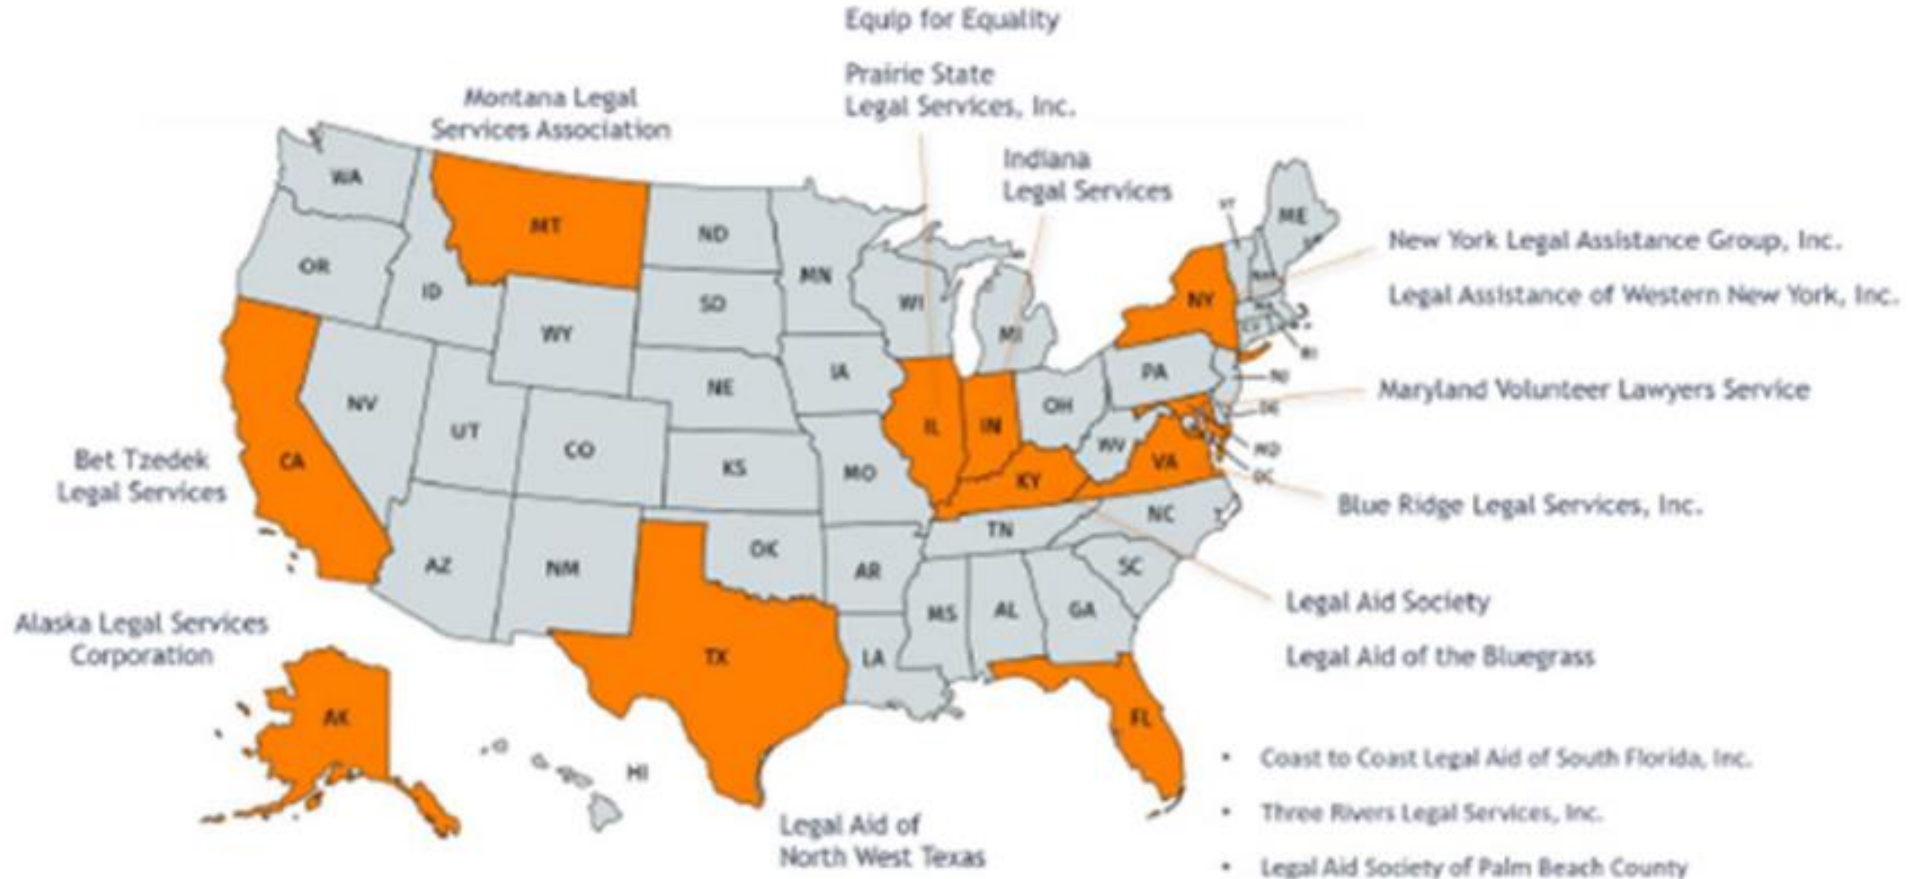 Equip for Equality
Prairie State
Legal Services, Inc.
Montana Legal
Services Association
Indiana
Legal Services
WA
MT
ND
MN
VT
ME
New York Legal Assistance Group, Inc.
Legal Assistance of Western New York, Inc.
OR
ID
SD
WI
MI
NY
WY
RI
IA
PA
NJ
Maryland Volunteer Lawyers Service
NE
NV
UT
CO
OH
DE
IL
IN
WV
MD
DC
VA
Bet Tzedek
Legal Services
CA
KS
MO
KY
Blue Ridge Legal Services, Inc.
NC
TN
AZ
NM
OK
AR
SC
Legal Aid Society
MS
AL
GA
Alaska Legal Services
Corporation
TX
LA
Legal Aid of the Bluegrass
AK
FL
HI
• Coast to Coast Legal Aid of South Florida, Inc.
• Three Rivers Legal Services, Inc.
Legal Aid of
North West Texas
• Legal Aid Society of Palm Beach County